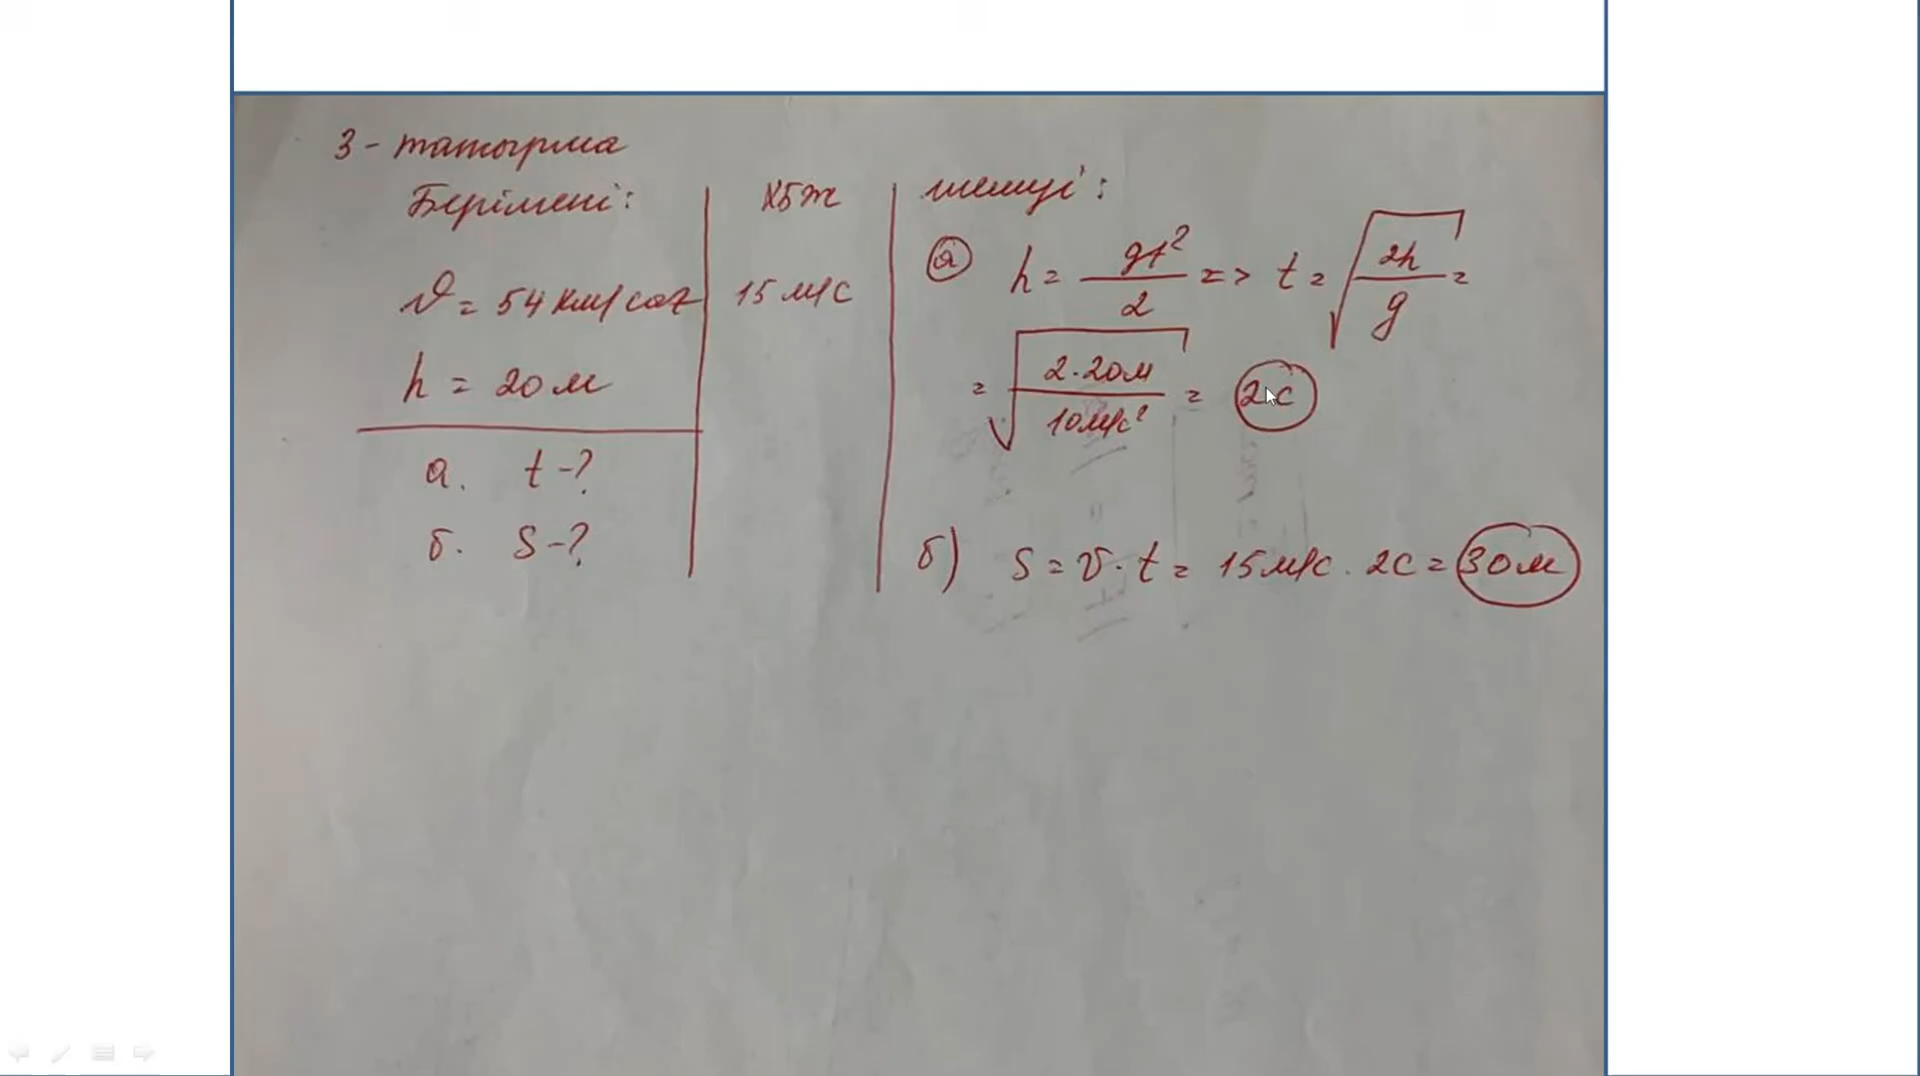 3 - тапсырма
Берілгені:
ХБЖ
шешуі:
ϑ = 54 км/сағ
15 м/с
h = 20 м
а. t - ?
б. S - ?
а h = gt²/2 => t = √2h/g =
= √2·20м/10м/с² = 2с
б) S = υ · t = 15 м/с · 2с = 30м